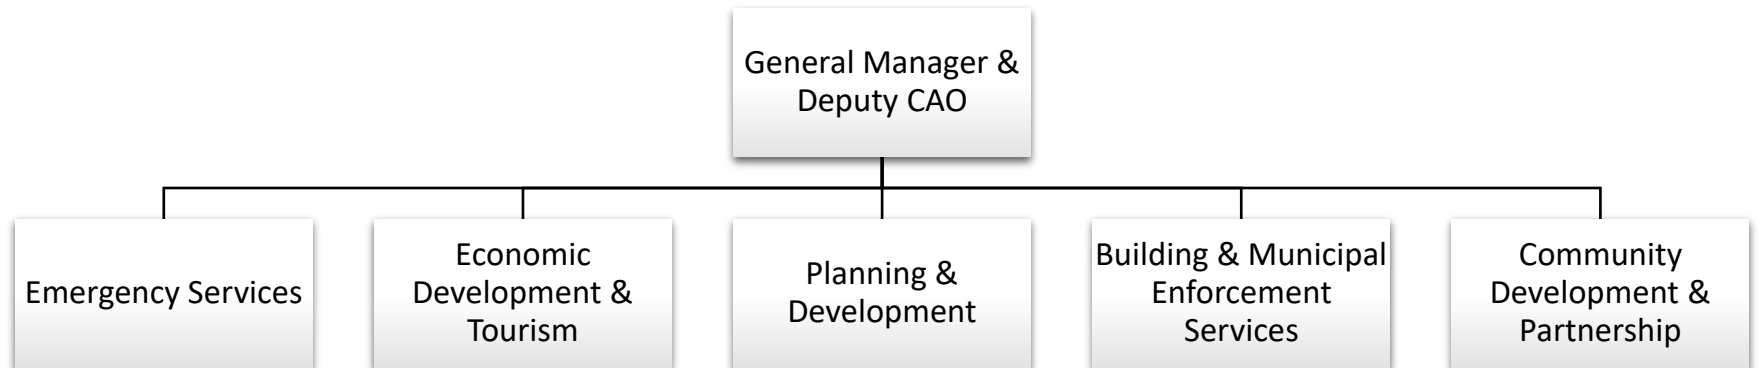 General Manager &
Deputy CAO
Emergency Services
Economic
Development &
Tourism
Planning &
Development
Building & Municipal
Enforcement
Services
Community
Development &
Partnership